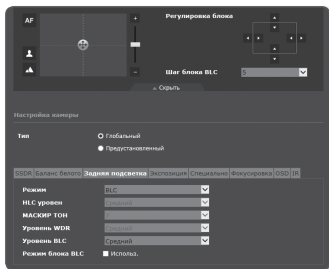 AF
+
Регулировка блока
−
Шаг блока BLC
5
Скрыть
Настройка камеры
Тип
Глобальный
Предустановленный
SSDR Баланс белого Задняя подсветка Экспозиция Специально Фокусировка OSD IR
Режим BLC
HLC уровен Средний
МАСКИР ТОН
Уровень WDR Средний
Уровень BLC Средний
Режим блока BLC Использ.